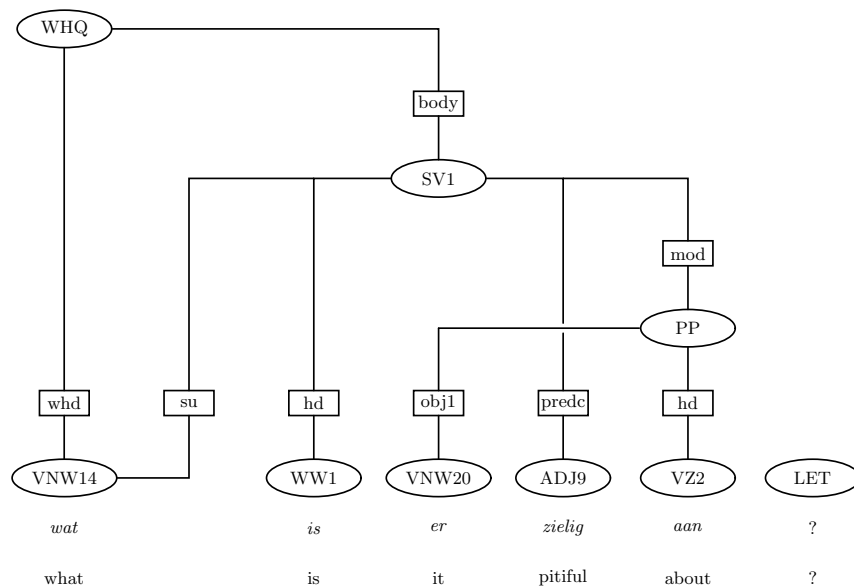 WHQ
body
SV1
mod
PP
whd su hd obj1 predc hd
VNW14 WW1 VNW20 ADJ9 VZ2 LET
wat is er zielig aan ?
what is it pitiful about ?